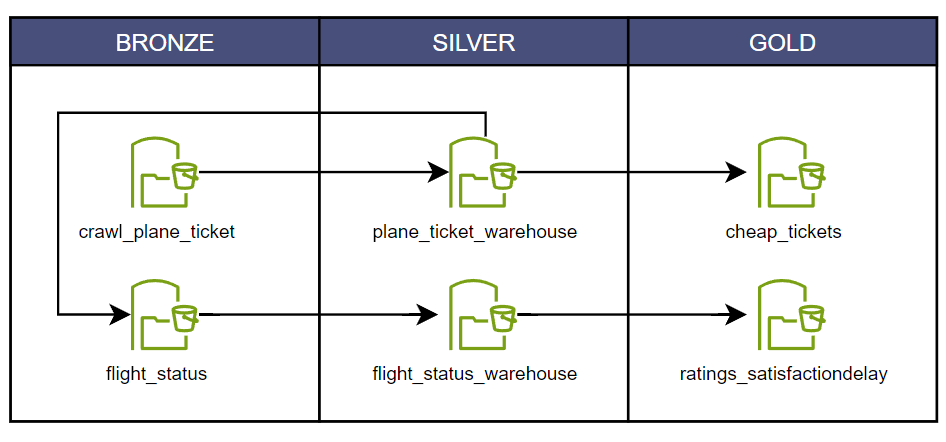 BRONZE
SILVER
GOLD
crawl_plane_ticket
plane_ticket_warehouse
cheap_tickets
flight_status
flight_status_warehouse
ratings_satisfactiondelay